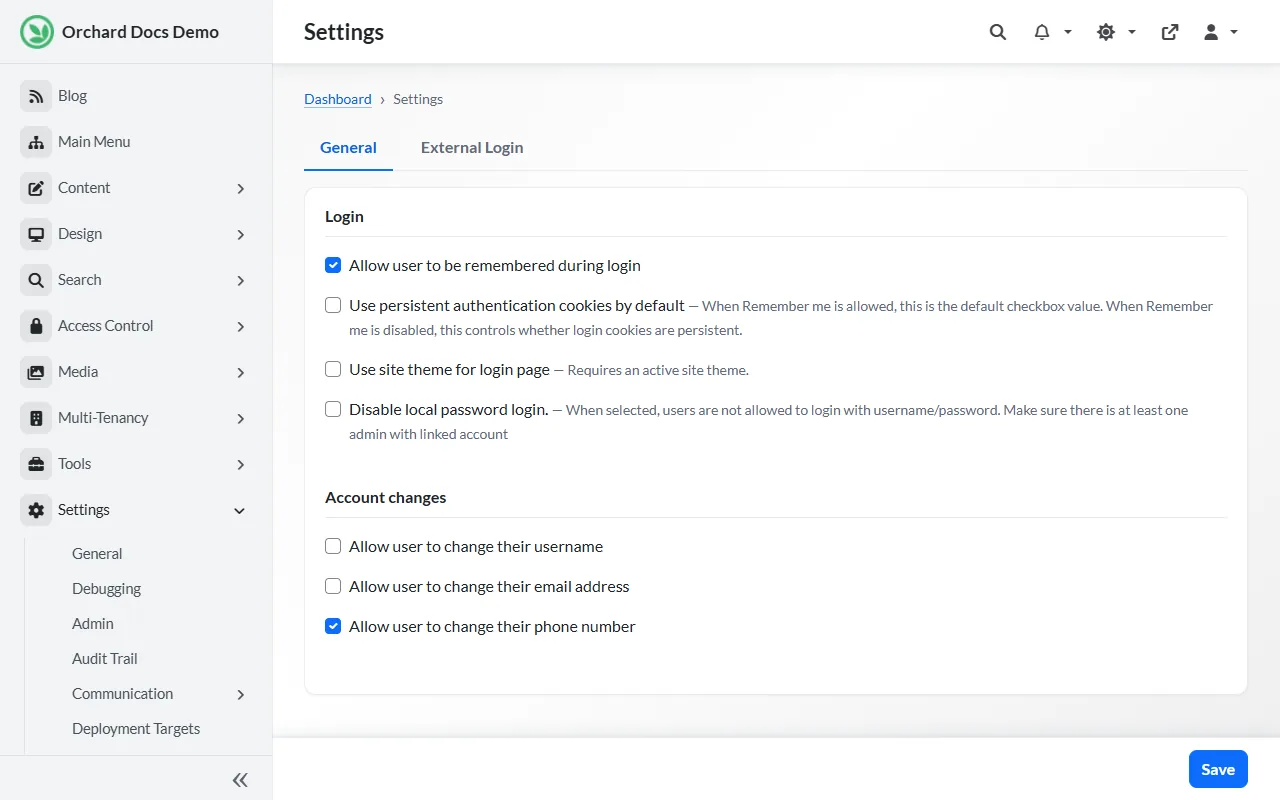 Orchard Docs Demo
Settings
Blog
Main Menu
Content
Design
Search
Access Control
Media
Multi-Tenancy
Tools
Settings
General
Debugging
Admin
Audit Trail
Communication
Deployment Targets
Dashboard › Settings
General
External Login
Login
Allow user to be remembered during login
Use persistent authentication cookies by default — When Remember me is allowed, this is the default checkbox value. When Remember
me is disabled, this controls whether login cookies are persistent.
Use site theme for login page — Requires an active site theme.
Disable local password login. — When selected, users are not allowed to login with username/password. Make sure there is at least one
admin with linked account
Account changes
Allow user to change their username
Allow user to change their email address
Allow user to change their phone number
Save